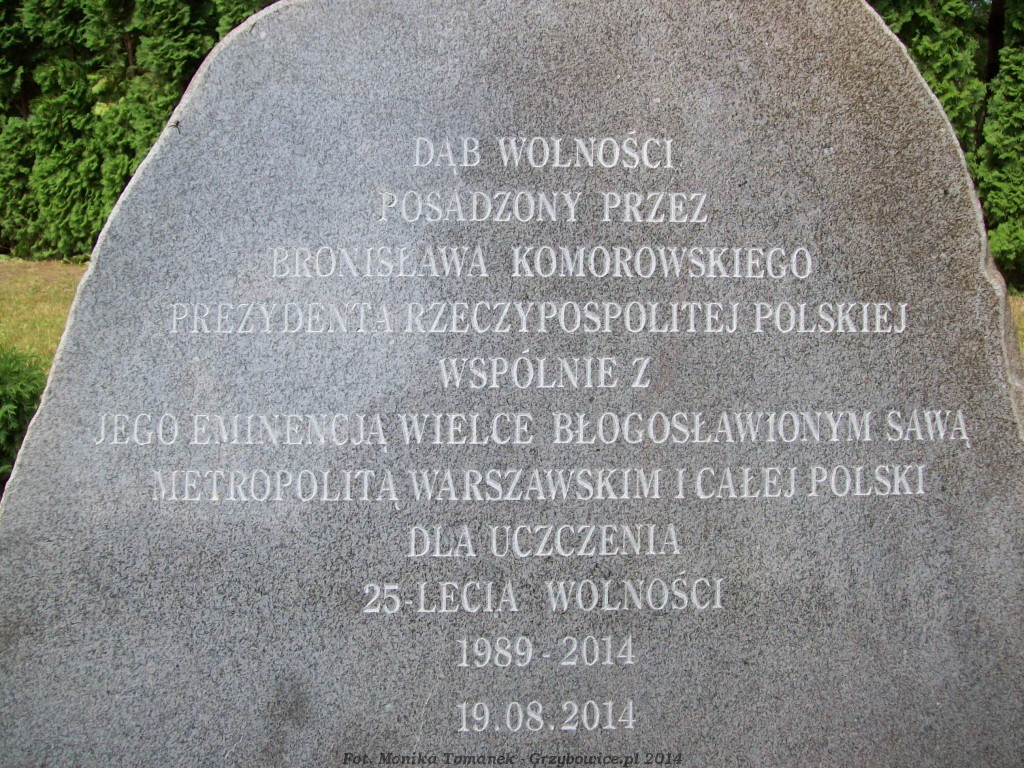 DĄB WOLNOŚCI
POSADZONY PRZEZ
BRONISŁAWA KOMOROWSKIEGO
PREZYDENTA RZECZYPOSPOLITEJ POLSKIEJ
WSPÓLNIE Z
JEGO EMINENCJĄ WIELCE BŁOGOSŁAWIONYM SAWĄ
METROPOLITĄ WARSZAWSKIM I CAŁEJ POLSKI
DLA UCZCZENIA
25-LECIA WOLNOŚCI
1989 - 2014
19.08.2014
Fot. Monika Tomanek - Grzybowice.pl 2014